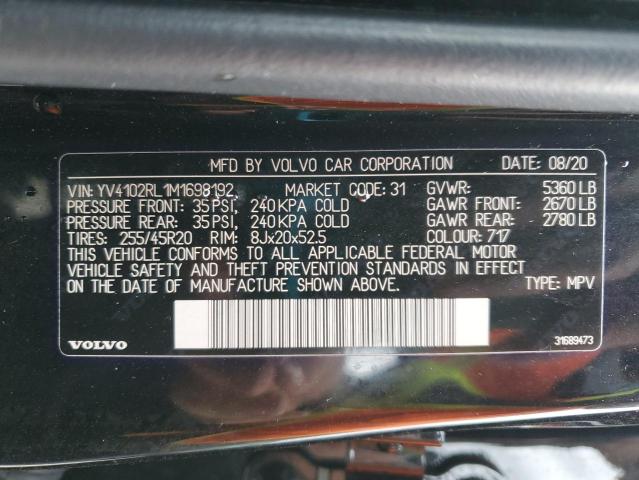 MFD BY VOLVO CAR CORPORATION DATE: 08/20
VIN: YV4102RL1M1698192 MARKET CODE: 31 GVWR: 5360 LB
PRESSURE FRONT: 35 PSI, 240 KPA COLD GAWR FRONT: 2670 LB
PRESSURE REAR: 35 PSI, 240 KPA COLD GAWR REAR: 2780 LB
TIRES: 255/45R20 RIM: 8Jx20x52.5 COLOUR: 717
THIS VEHICLE CONFORMS TO ALL APPLICABLE FEDERAL MOTOR
VEHICLE SAFETY AND THEFT PREVENTION STANDARDS IN EFFECT
ON THE DATE OF MANUFACTURE SHOWN ABOVE. TYPE: MPV
VOLVO 31689473